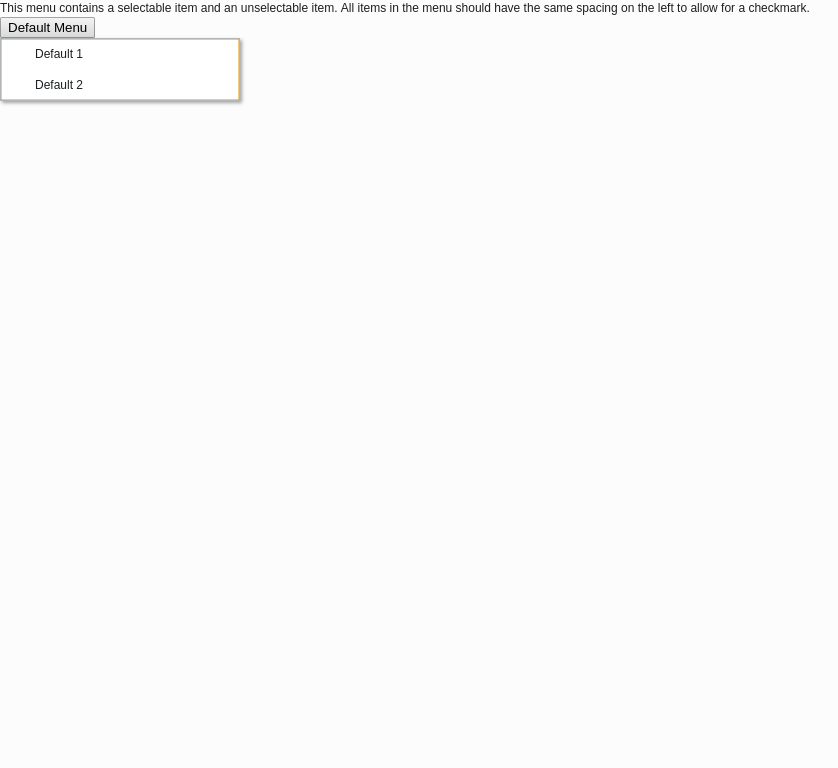 This menu contains a selectable item and an unselectable item. All items in the menu should have the same spacing on the left to allow for a checkmark.
Default Menu
Default 1
Default 2